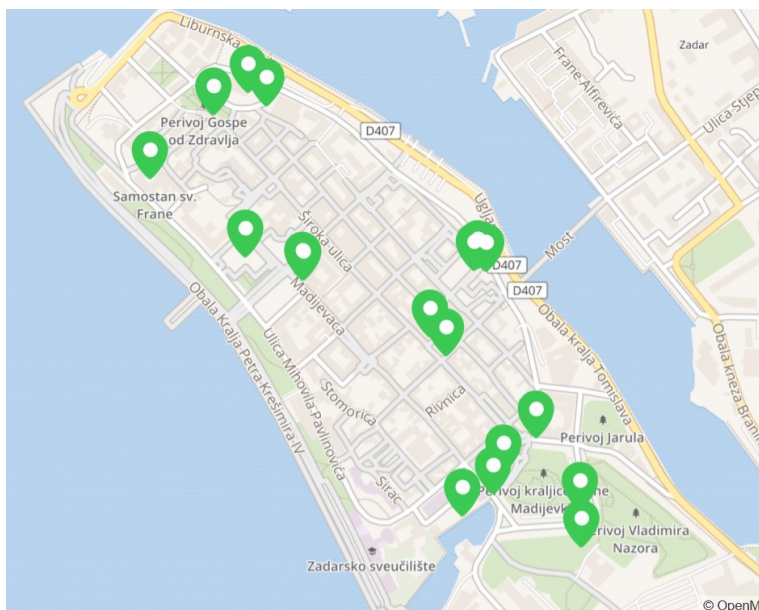 Liburnska
Zadar
Frane Alfirevića
Ulica Stjep
Perivoj Gospe
od Zdravlja
D407
Samostan sv.
Frane
Široka ulica
Uglja
Most
D407
D407
Madijevaca
Obala Kralja Petra Krešimira IV
Ulica Mihovila Pavlinovića
Obala kralja Tomislava
Obala kneza Branim
Stomorica
Rivnica
Perivoj Jarula
Sirac
Perivoj kraljice
ne
Madijevk
Perivoj Vladimira
Nazora
Zadarsko sveučilište
© OpenM